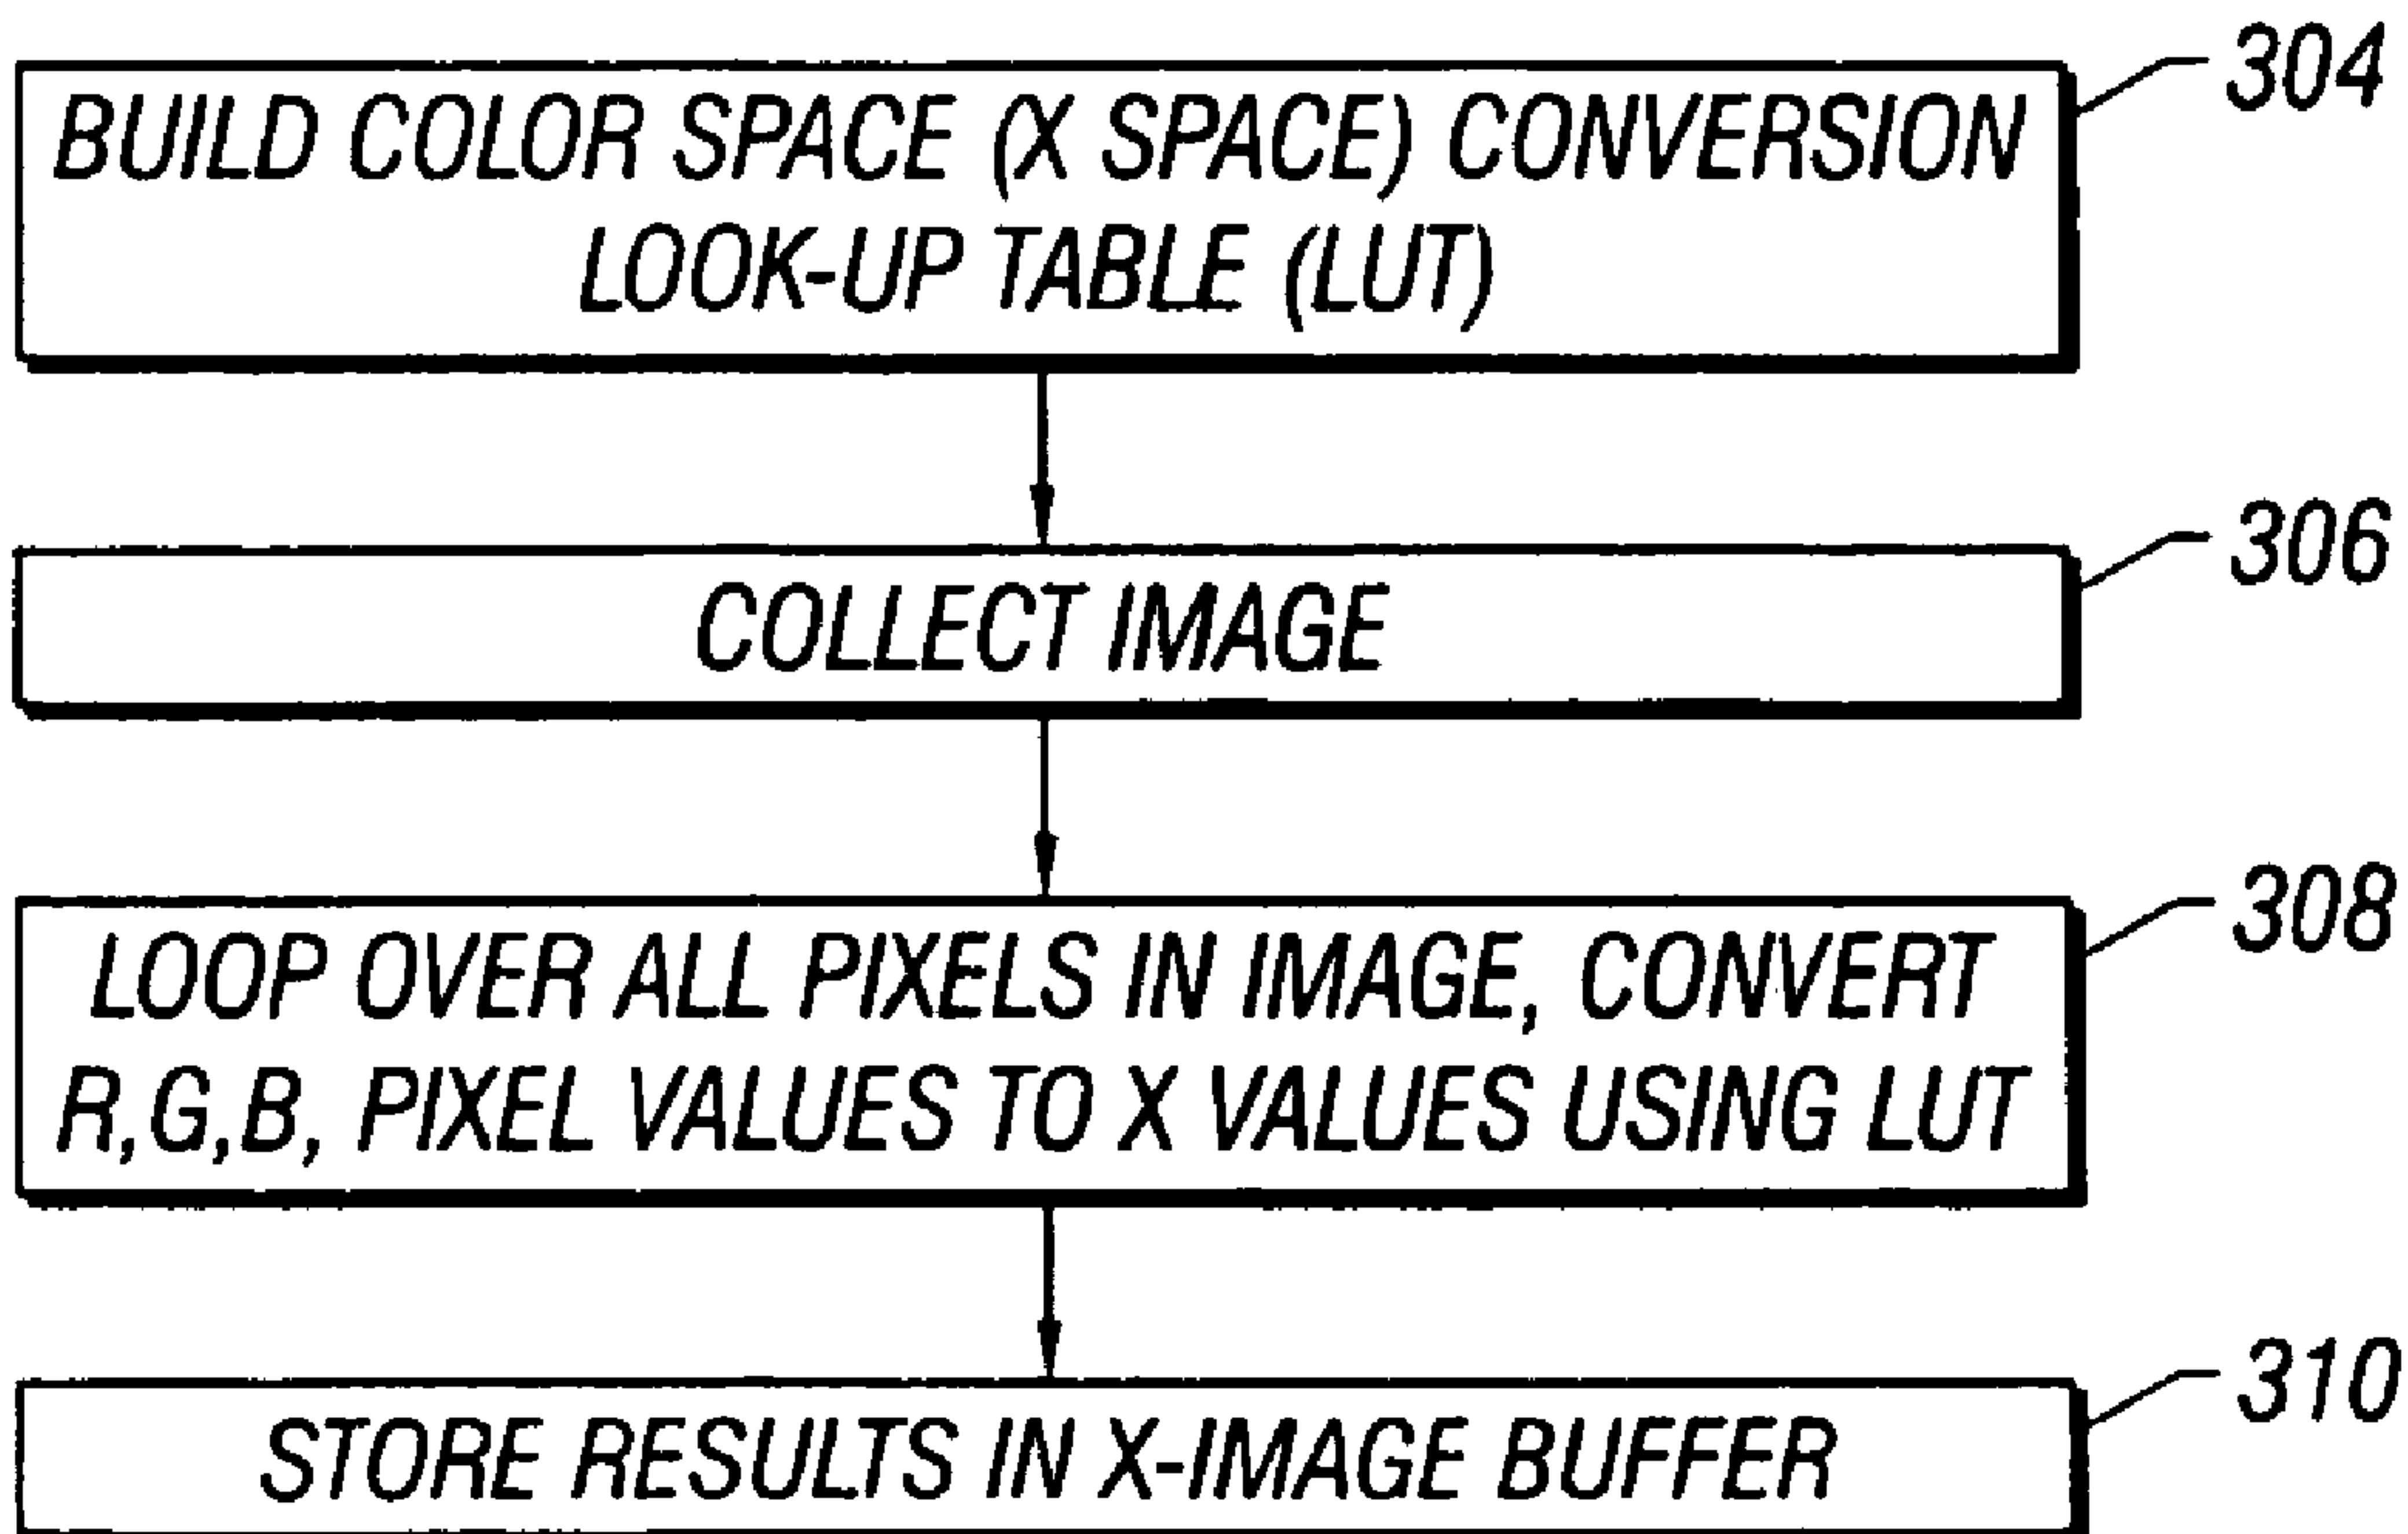 304
BUILD COLOR SPACE (X SPACE) CONVERSION
LOOK-UP TABLE (LUT)
306
COLLECT IMAGE
308
LOOP OVER ALL PIXELS IN IMAGE, CONVERT
R,G,B, PIXEL VALUES TO X VALUES USING LUT
310
STORE RESULTS IN X-IMAGE BUFFER